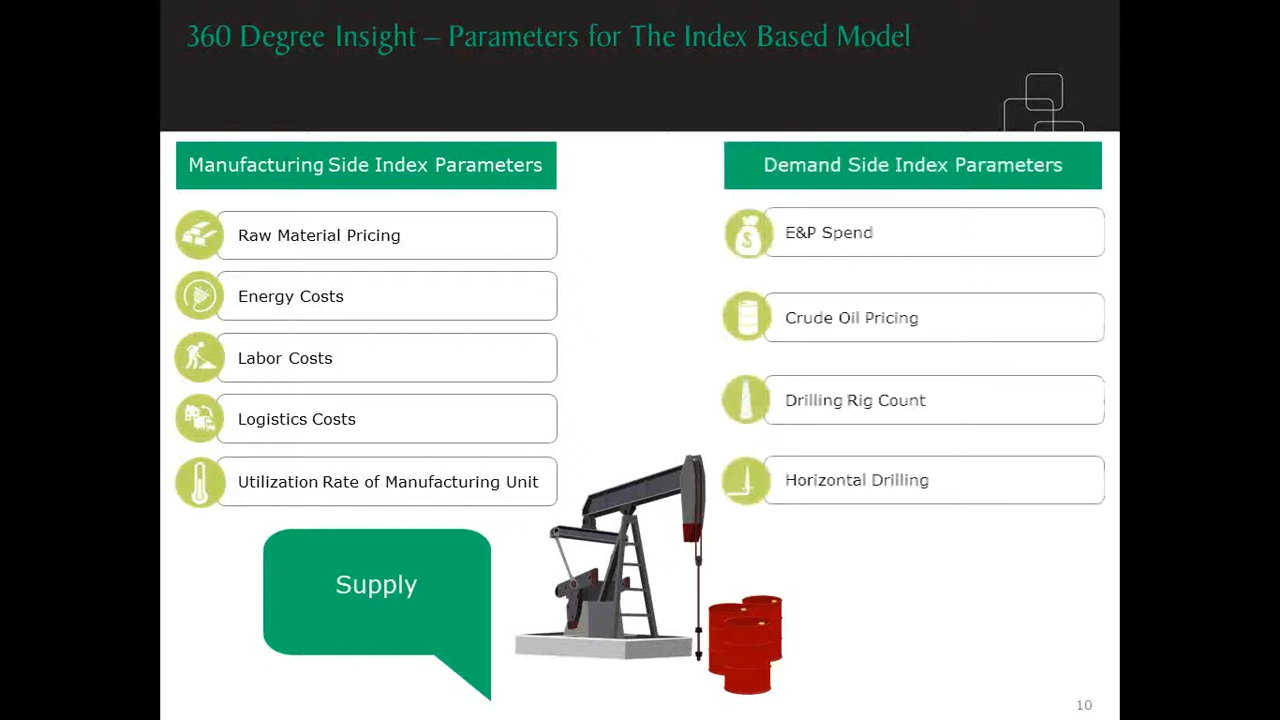 360 Degree Insight – Parameters for The Index Based Model
Manufacturing Side Index Parameters
Raw Material Pricing
Energy Costs
Labor Costs
Logistics Costs
Utilization Rate of Manufacturing Unit
Supply
Demand Side Index Parameters
E&P Spend
Crude Oil Pricing
Drilling Rig Count
Horizontal Drilling
10